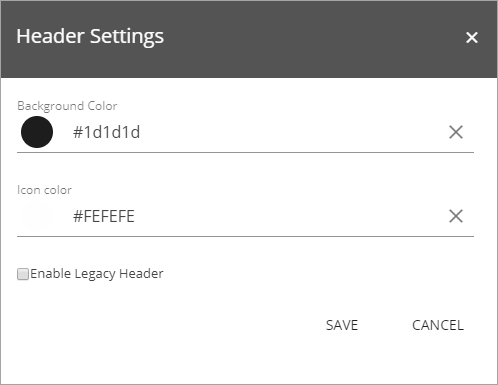 Header Settings
Background Color
#1d1d1d
Icon color
#FEFEFE
Enable Legacy Header
SAVE CANCEL